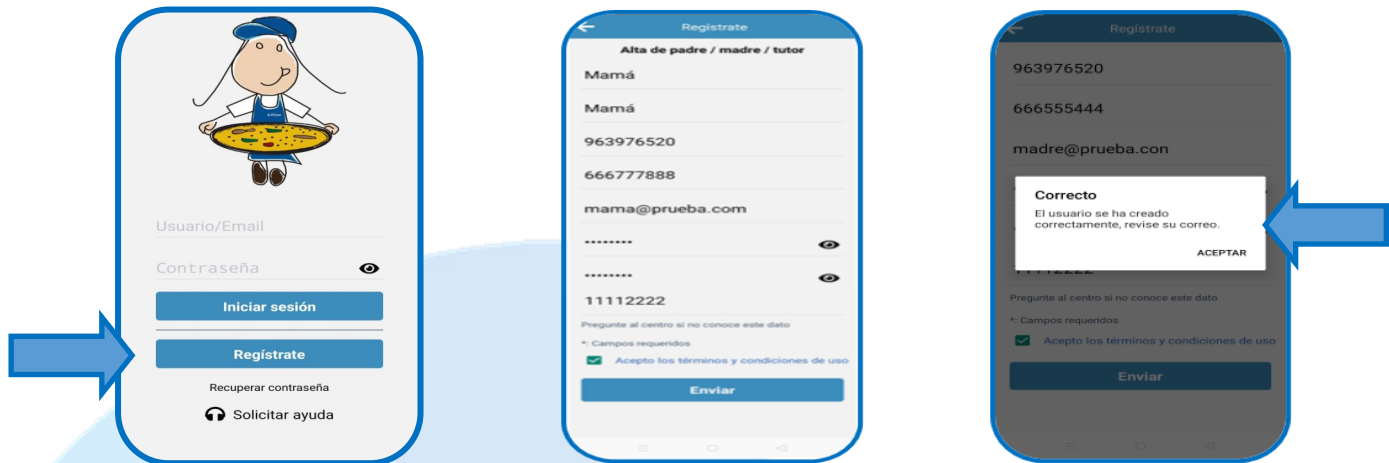 Usuario/Email
Contraseña
Iniciar sesión
Regístrate
Recuperar contraseña
Solicitar ayuda
Regístrate
Alta de padre / madre / tutor
Mamá
Mamá
963976520
666777888
mama@prueba.com
••••••••
••••••••
11112222
Pregunte al centro si no conoce este dato
*: Campos requeridos
Acepto los términos y condiciones de uso
Enviar
Regístrate
963976520
666555444
madre@prueba.con
Correcto
El usuario se ha creado
correctamente, revise su correo.
ACEPTAR
11112222
Pregunte al centro si no conoce este dato
*: Campos requeridos
Acepto los términos y condiciones de uso
Enviar